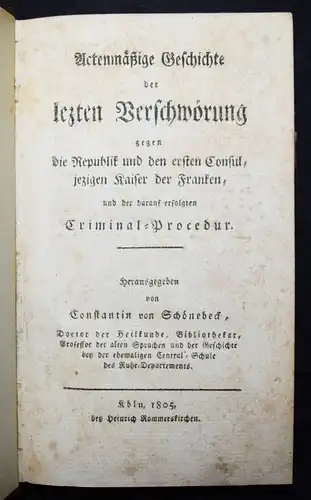 Actenmäßige Geschichte
der
lezten Verschwörung
gegen
die Republik und den ersten Consul,
jezigen Kaiser der Franken,
und der darauf erfolgten
Criminal-Procedur.
Herausgegeben
von
Constantin von Schönebeck,
Doctor der Heilkunde, Bibliothekar,
Professor der alten Sprachen und der Geschichte
bey der ehemaligen Central-Schule
des Ruhr-Departements.
Köln, 1805,
bey Heinrich Rommerskirchen.